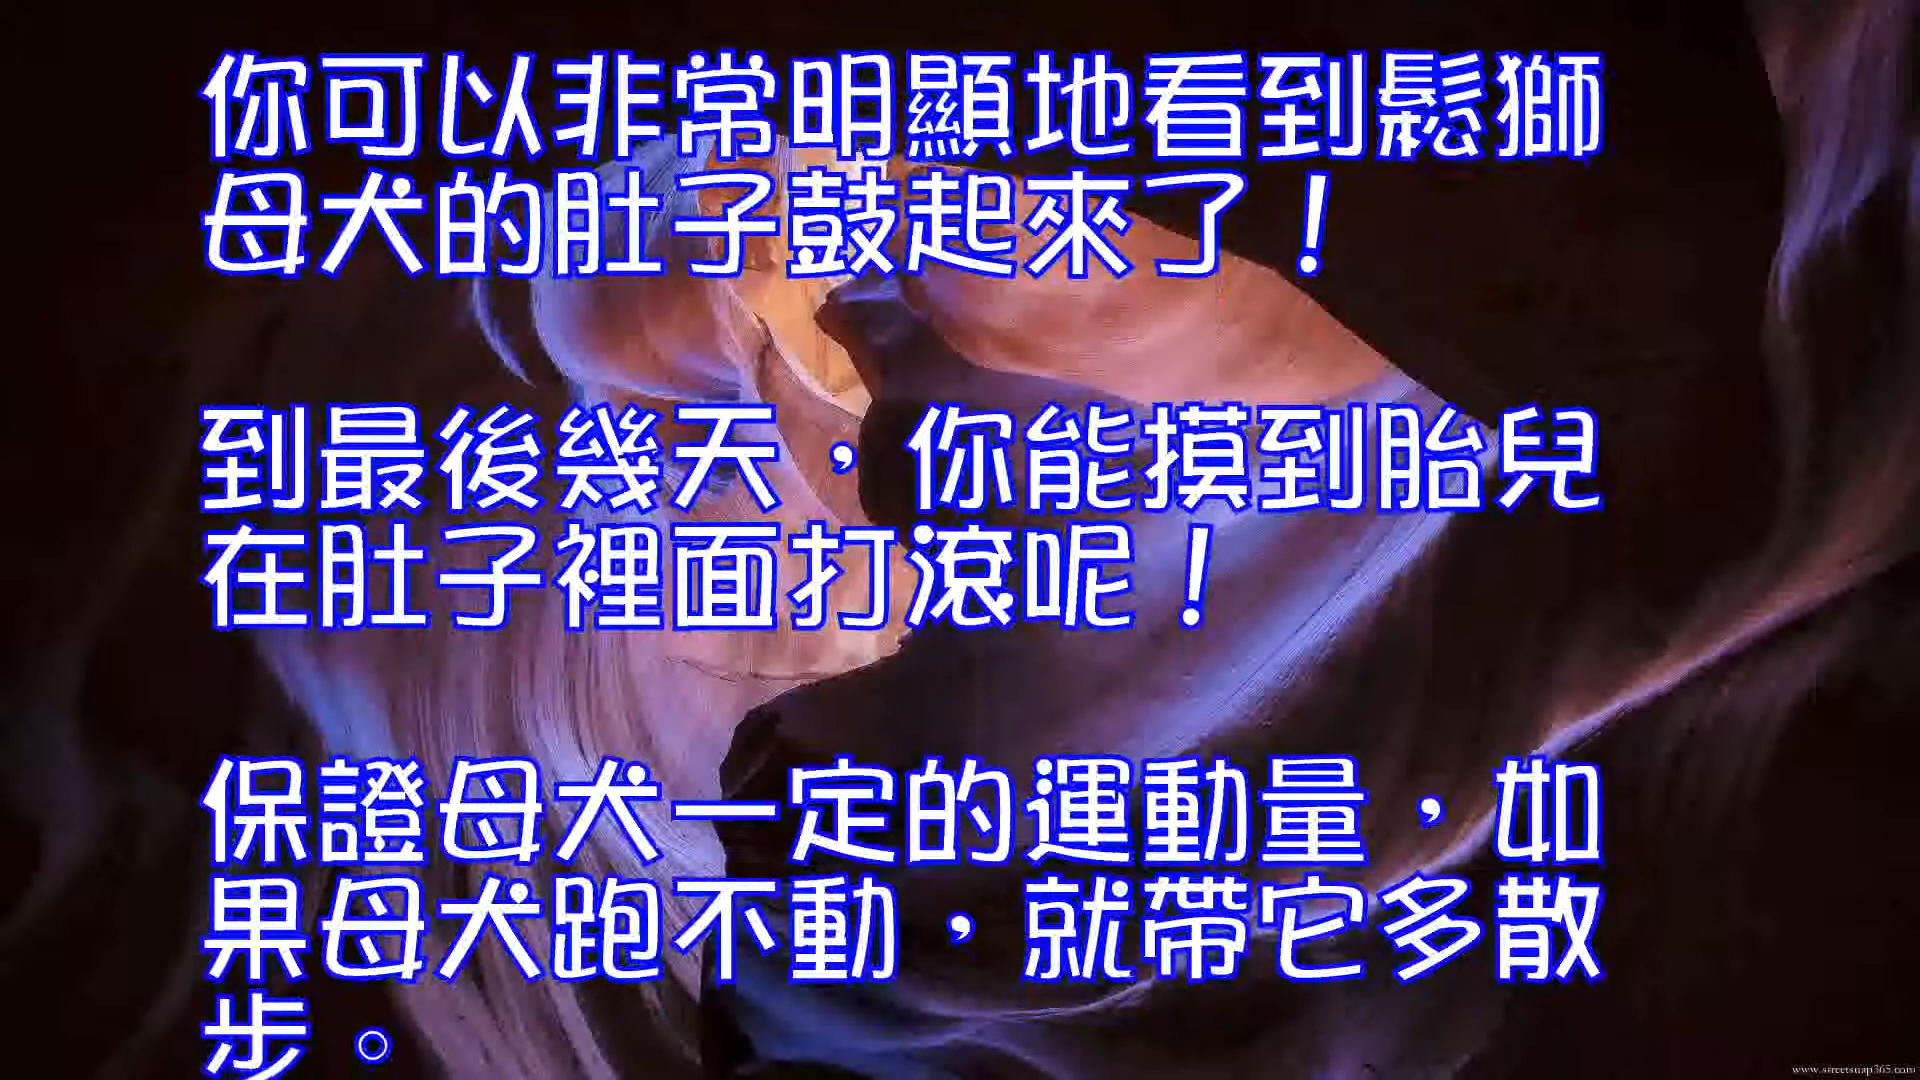 你可以非常明顯地看到鬆獅
母犬的肚子鼓起來了！
到最後幾天，你能摸到胎兒
在肚子裡面打滾呢！
保證母犬一定的運動量，如
果母犬跑不動，就帶它多散
步。
www.streetsnap365.com